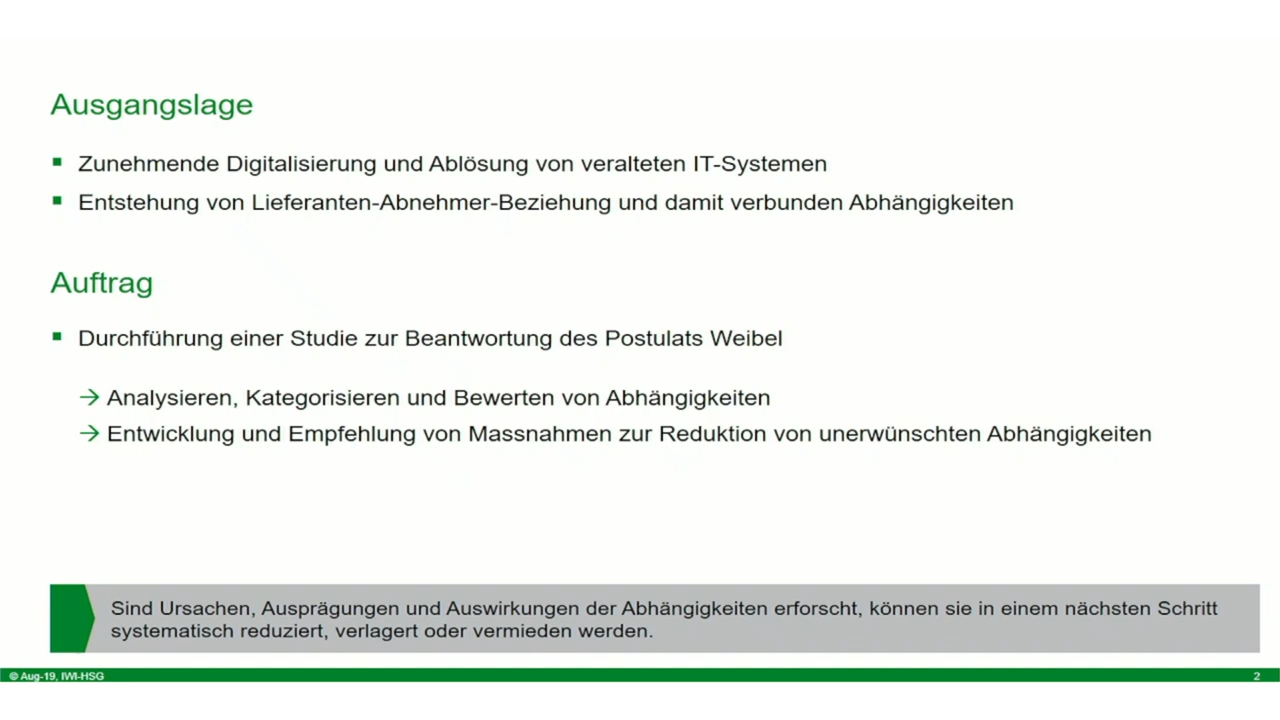 Ausgangslage
Zunehmende Digitalisierung und Ablösung von veralteten IT-Systemen
Entstehung von Lieferanten-Abnehmer-Beziehung und damit verbunden Abhängigkeiten
Auftrag
Durchführung einer Studie zur Beantwortung des Postulats Weibel
→ Analysieren, Kategorisieren und Bewerten von Abhängigkeiten
→ Entwicklung und Empfehlung von Massnahmen zur Reduktion von unerwünschten Abhängigkeiten
Sind Ursachen, Ausprägungen und Auswirkungen der Abhängigkeiten erforscht, können sie in einem nächsten Schritt
systematisch reduziert, verlagert oder vermieden werden.
© Aug-19, IWI-HSG
2